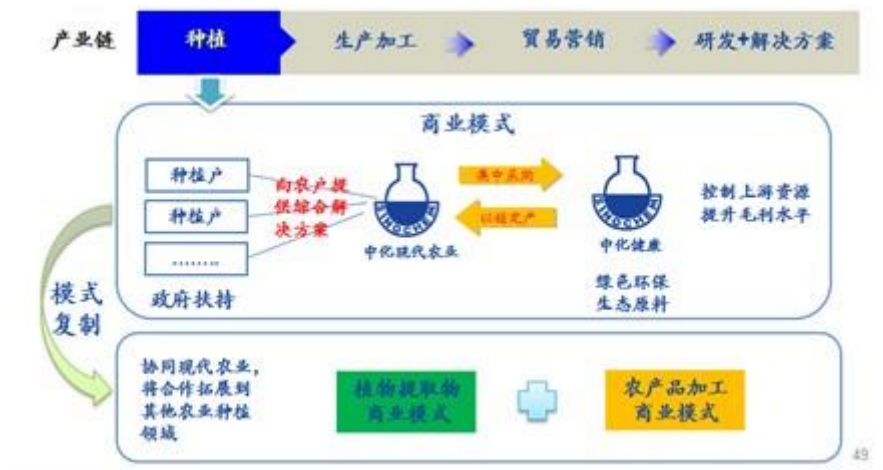 产业链
种植
生产加工
贸易营销
研发+解决方案
商业模式
种植户
种植户
........
政府扶持
向农户提
供综合解
决方案
SINOCHEM
中化现代农业
集中采购
以销定产
SINOCHEM
中化健康
绿色环保
生态原料
控制上游资源
提升毛利水平
模式
复制
协同现代农业，
将合作拓展到
其他农业种植
领域
植物提取物
商业模式
农产品加工
商业模式
49